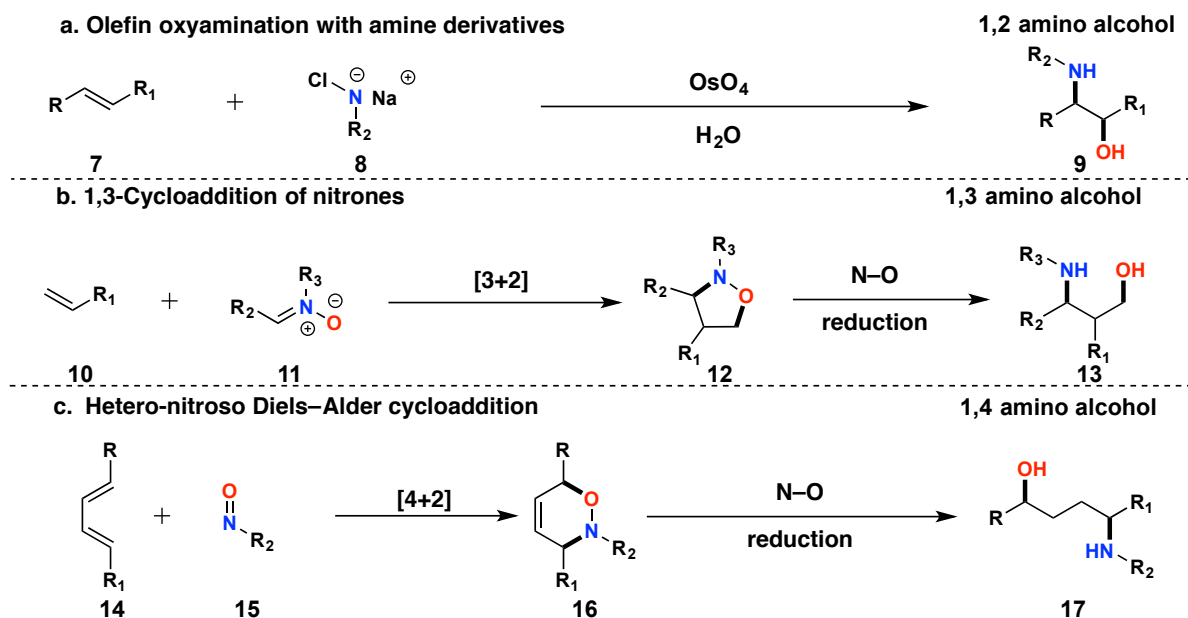 a. Olefin oxyamination with amine derivatives
1,2 amino alcohol
R
R₁
7
+
Cl
⊖
N
Na
⊕
R₂
8
OsO₄
H₂O
R₂
NH
R
R₁
OH
9
b. 1,3-Cycloaddition of nitrones
1,3 amino alcohol
R₁
10
+
R₃
R₂
N
⊕
O
⊖
11
[3+2]
R₃
N
O
R₂
R₁
12
N–O
reduction
R₃
NH
OH
R₂
R₁
13
c. Hetero-nitroso Diels–Alder cycloaddition
1,4 amino alcohol
R
R₁
14
+
O
N
R₂
15
[4+2]
R
O
N
R₂
R₁
16
N–O
reduction
OH
R
R₁
HN
R₂
17